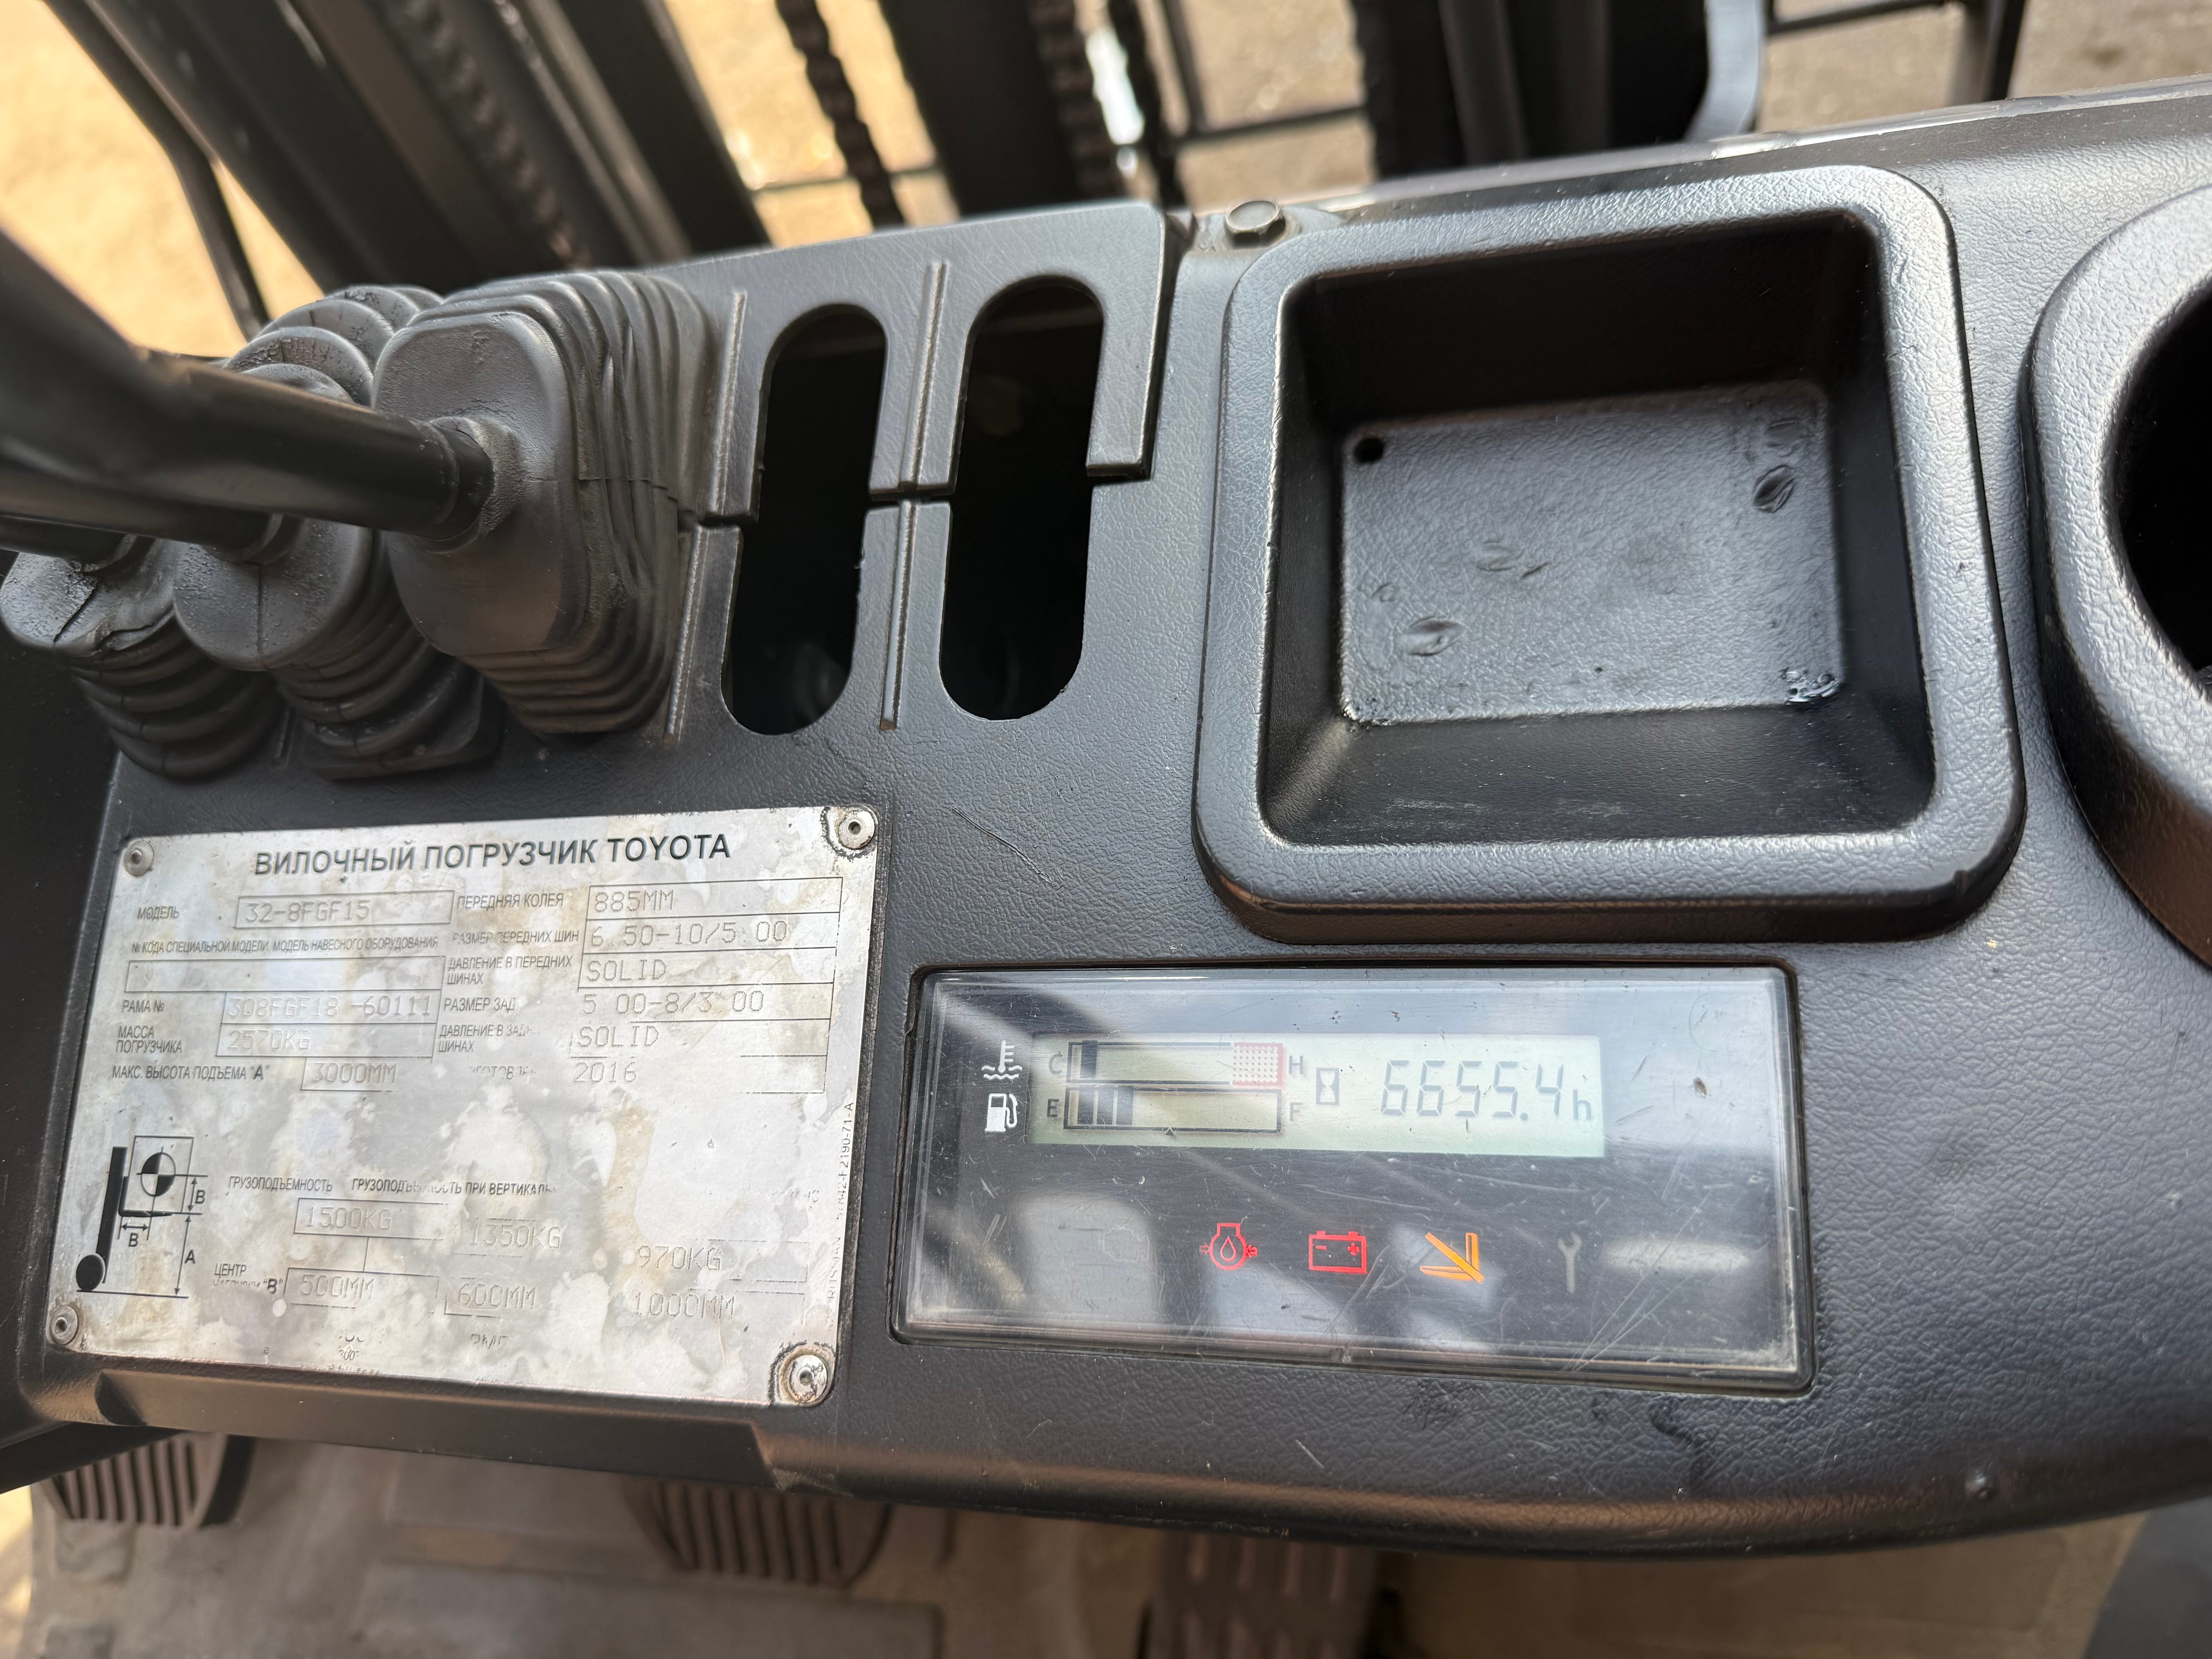 ВИЛОЧНЫЙ ПОГРУЗЧИК TOYOTA
МОДЕЛЬ 32-8FGF15 ПЕРЕДНЯЯ КОЛЕЯ 885MM
№ КОДА СПЕЦИАЛЬНОЙ МОДЕЛИ, МОДЕЛЬ НАВЕСНОГО ОБОРУДОВАНИЯ РАЗМЕР ПЕРЕДНИХ ШИН 6 50-10/5 00
ДАВЛЕНИЕ В ПЕРЕДНИХ ШИНАХ SOLID
РАМА № 308FGF18 -60111 РАЗМЕР ЗАД 5 00-8/3 00
МАССА ПОГРУЗЧИКА 2570KG ДАВЛЕНИЕ В ШИНАХ SOLID
МАКС. ВЫСОТА ПОДЪЕМА "А" 3000MM 2016
B
B
A
ГРУЗОПОДЪЕМНОСТЬ ПРИ
1500KG 1350KG 970KG
ЦЕНТР "В" 500MM 600MM 1000MM
C H
E F
6655.4h